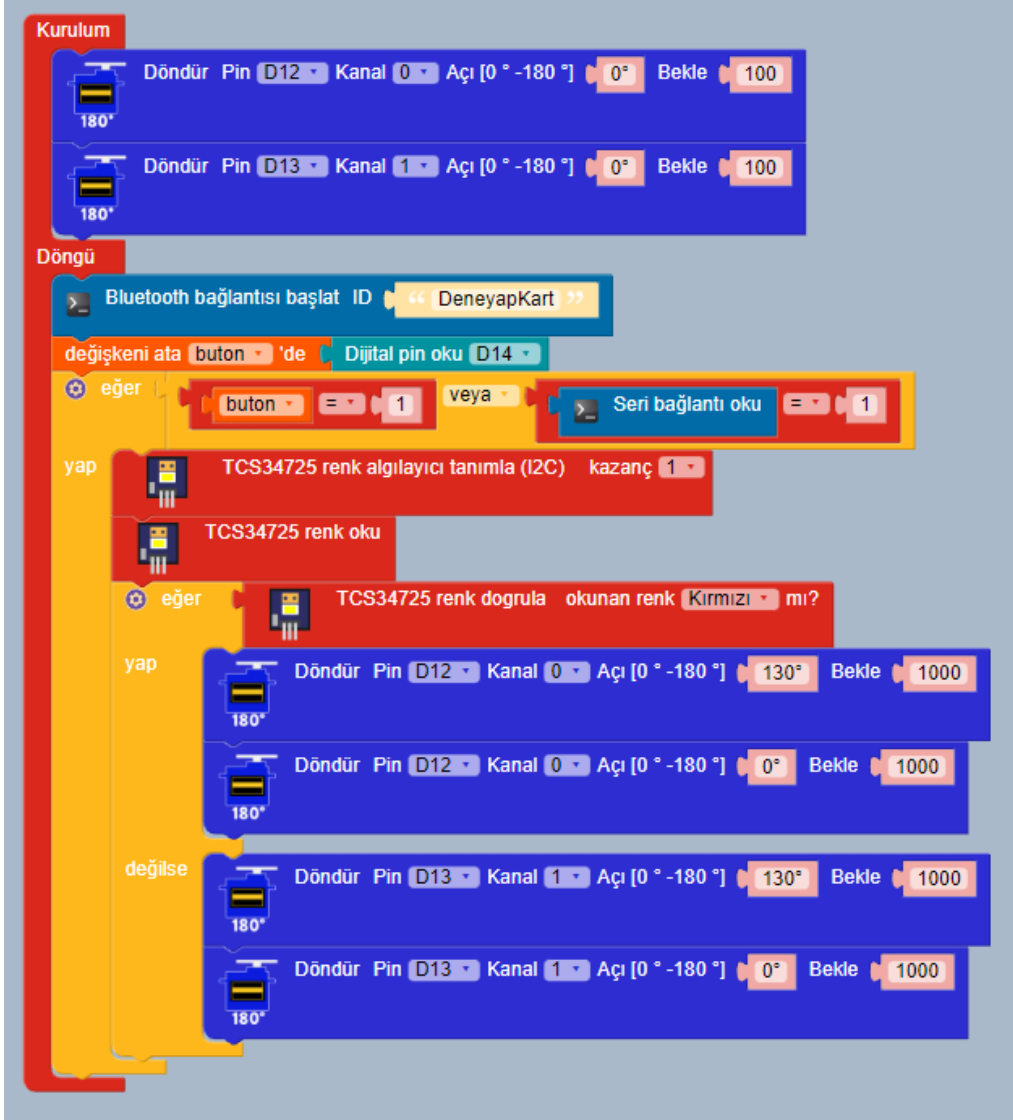 Kurulum
Döndür Pin D12 Kanal 0 Açı [0 ° -180 °] 0° Bekle 100
180°
Döndür Pin D13 Kanal 1 Açı [0 ° -180 °] 0° Bekle 100
180°
Döngü
Bluetooth bağlantısı başlat ID “ DeneyapKart ”
değişkeni ata buton 'de Dijital pin oku D14
eğer buton = 1 veya Seri bağlantı oku = 1
yap TCS34725 renk algılayıcı tanımla (I2C) kazanç 1
TCS34725 renk oku
eğer TCS34725 renk dogrula okunan renk Kırmızı mı?
yap Döndür Pin D12 Kanal 0 Açı [0 ° -180 °] 130° Bekle 1000
180°
Döndür Pin D12 Kanal 0 Açı [0 ° -180 °] 0° Bekle 1000
180°
değilse Döndür Pin D13 Kanal 1 Açı [0 ° -180 °] 130° Bekle 1000
180°
Döndür Pin D13 Kanal 1 Açı [0 ° -180 °] 0° Bekle 1000
180°